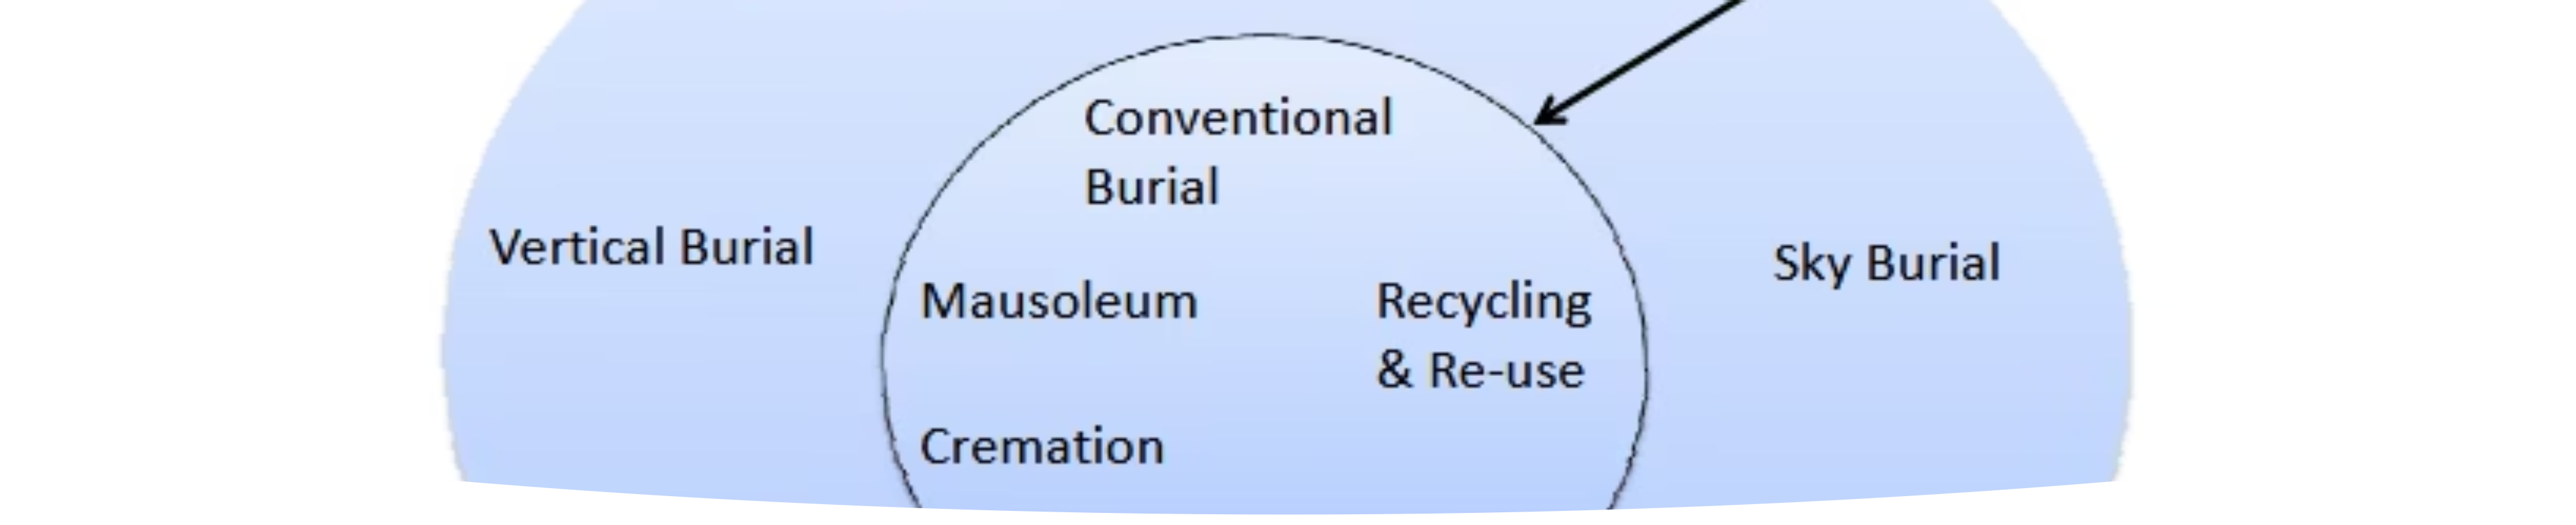 Conventional
Burial
Vertical Burial
Sky Burial
Mausoleum
Recycling
& Re-use
Cremation